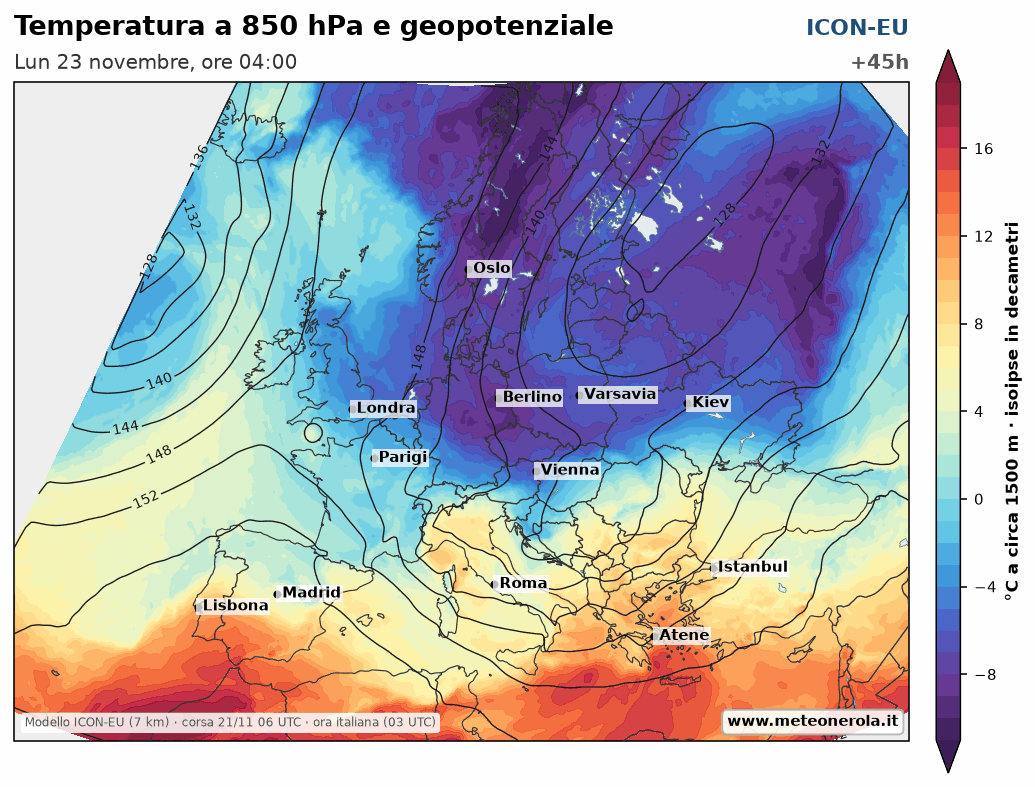 Temperatura a 850 hPa e geopotenziale
ICON-EU
Lun 23 novembre, ore 04:00
+45h
136
132
128
140
144
148
152
144
140
148
128
132
Oslo
Londra
Berlino
Varsavia
Kiev
Parigi
Vienna
Roma
Istanbul
Madrid
Lisbona
Atene
16
12
8
4
0
−4
−8
°C a circa 1500 m · isoipse in decametri
Modello ICON-EU (7 km) · corsa 21/11 06 UTC · ora italiana (03 UTC)
www.meteonerola.it